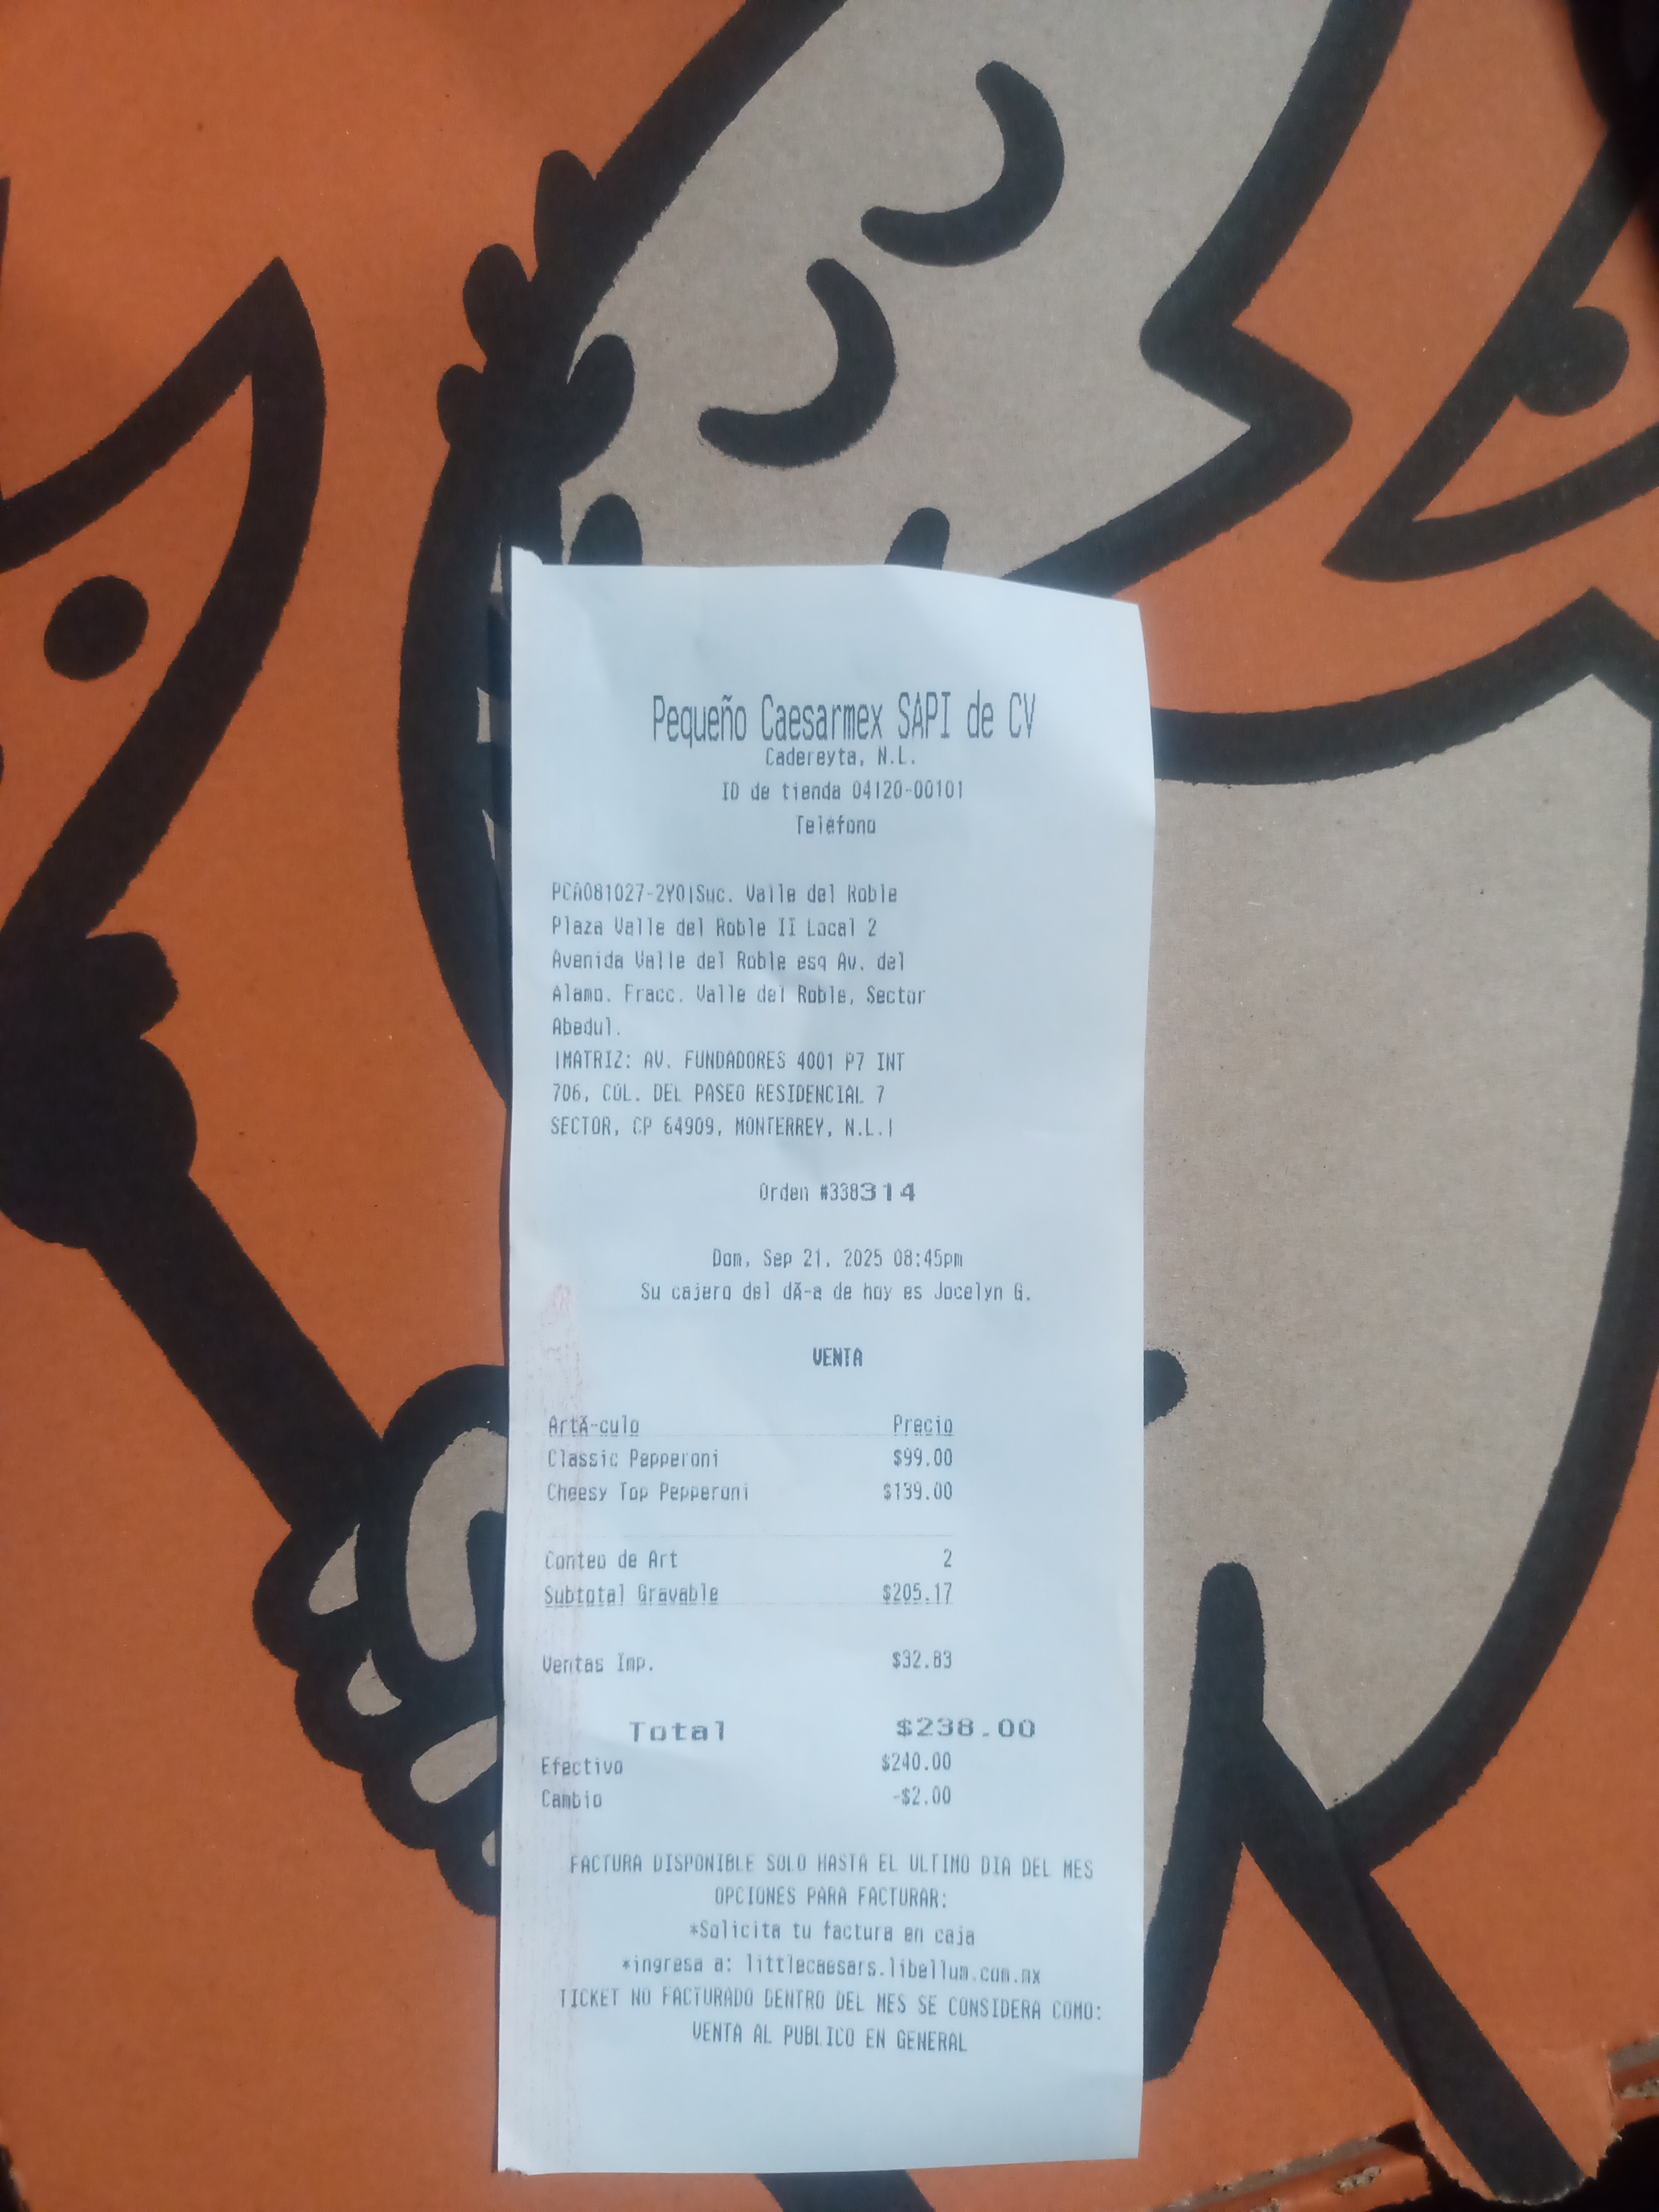 Pequeño Caesarmex SAPI de CV
Cadereyta, N.L.
ID de tienda 04120-00101
Teléfono
PCA081027-2Y0|Suc. Valle del Roble
Plaza Valle del Roble II Local 2
Avenida Valle del Roble esq Av. del
Alamo. Fracc. Valle del Roble, Sector
Abedul.
|MATRIZ: AV. FUNDADORES 4001 P7 INT
706, COL. DEL PASEO RESIDENCIAL 7
SECTOR, CP 64909, MONTERREY, N.L.|
Orden #338314
Dom, Sep 21, 2025 08:45pm
Su cajero del dÃ-a de hoy es Jocelyn G.
VENTA
ArtÃ-culo Precio
Classic Pepperoni $99.00
Cheesy Top Pepperoni $139.00
Conteo de Art 2
Subtotal Gravable $205.17
Ventas Imp. $32.83
Total $238.00
Efectivo $240.00
Cambio -$2.00
FACTURA DISPONIBLE SOLO HASTA EL ULTIMO DIA DEL MES
OPCIONES PARA FACTURAR:
*Solicita tu factura en caja
*ingresa a: littlecaesars.libellum.com.mx
TICKET NO FACTURADO DENTRO DEL MES SE CONSIDERA COMO:
VENTA AL PUBLICO EN GENERAL